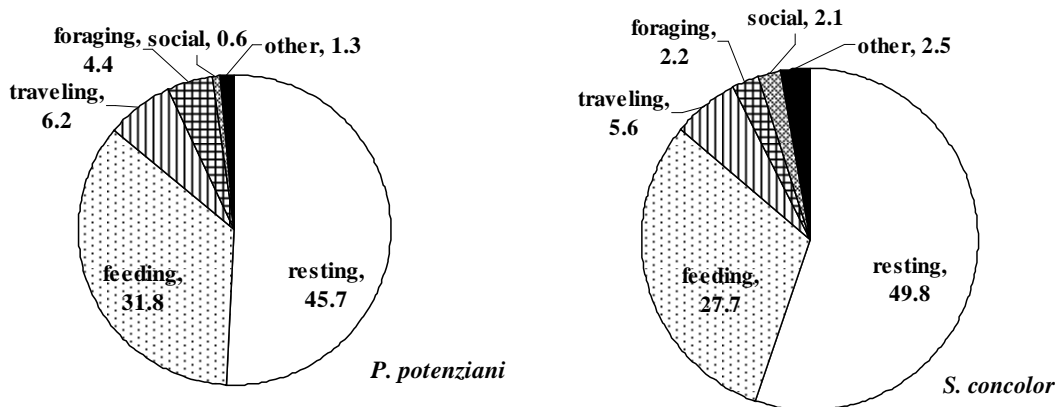 foraging,
4.4
social, 0.6
other, 1.3
traveling,
6.2
feeding,
31.8
resting,
45.7
P. potenziani
social, 2.1
foraging,
2.2
other, 2.5
traveling,
5.6
feeding,
27.7
resting,
49.8
S. concolor